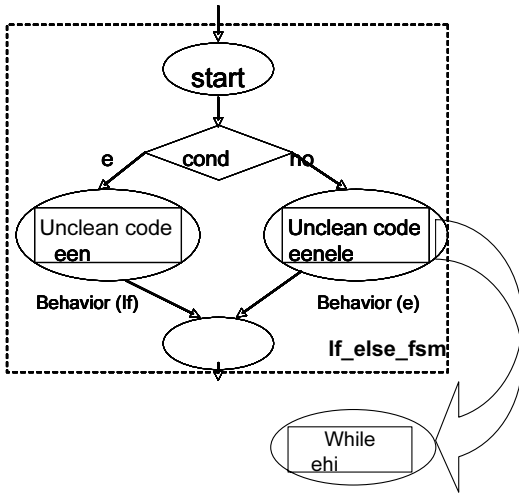 start
e
cond
no
Unclean code
een
Unclean code
eenele
Behavior (If)
Behavior (e)
If_else_fsm
While
ehi